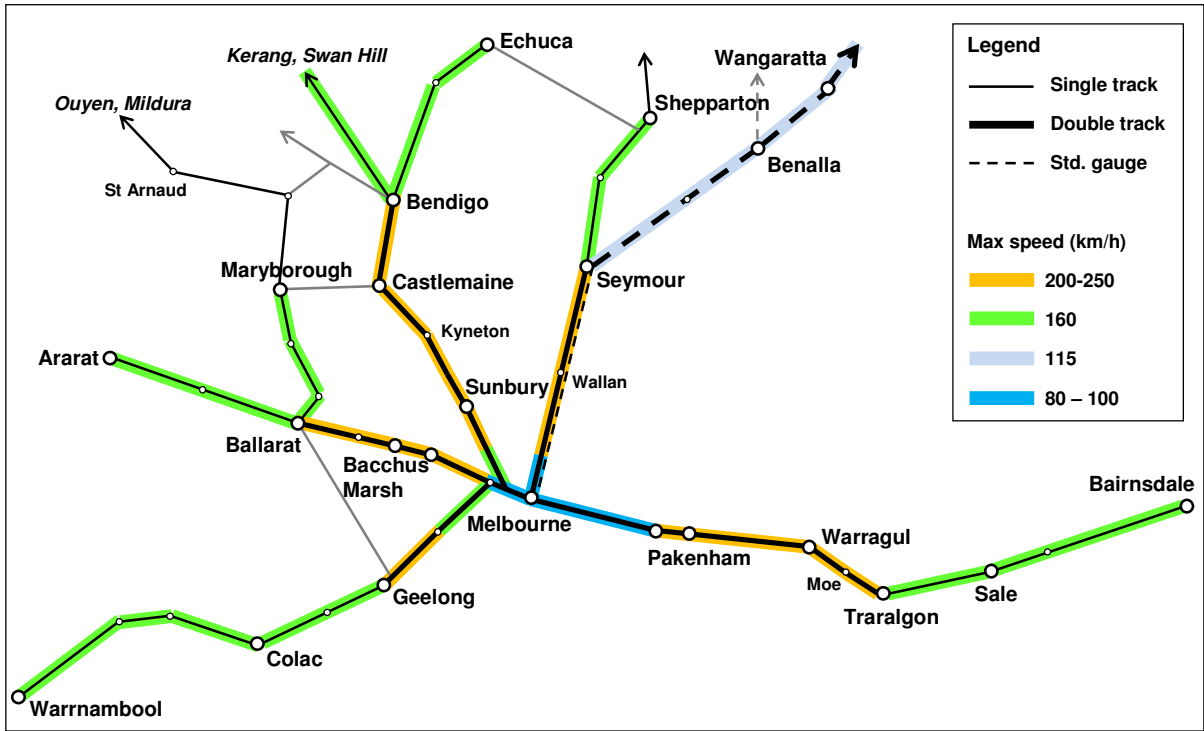 Echuca
Kerang, Swan Hill
Wangaratta
Ouyen, Mildura
Shepparton
St Arnaud
Benalla
Bendigo
Maryborough
Castlemaine
Seymour
Kyneton
Ararat
Sunbury
Wallan
Ballarat
Bacchus
Marsh
Melbourne
Bairnsdale
Pakenham
Warragul
Moe
Traralgon
Sale
Geelong
Colac
Warrnambool
Legend
Single track
Double track
Std. gauge
Max speed (km/h)
200-250
160
115
80 – 100